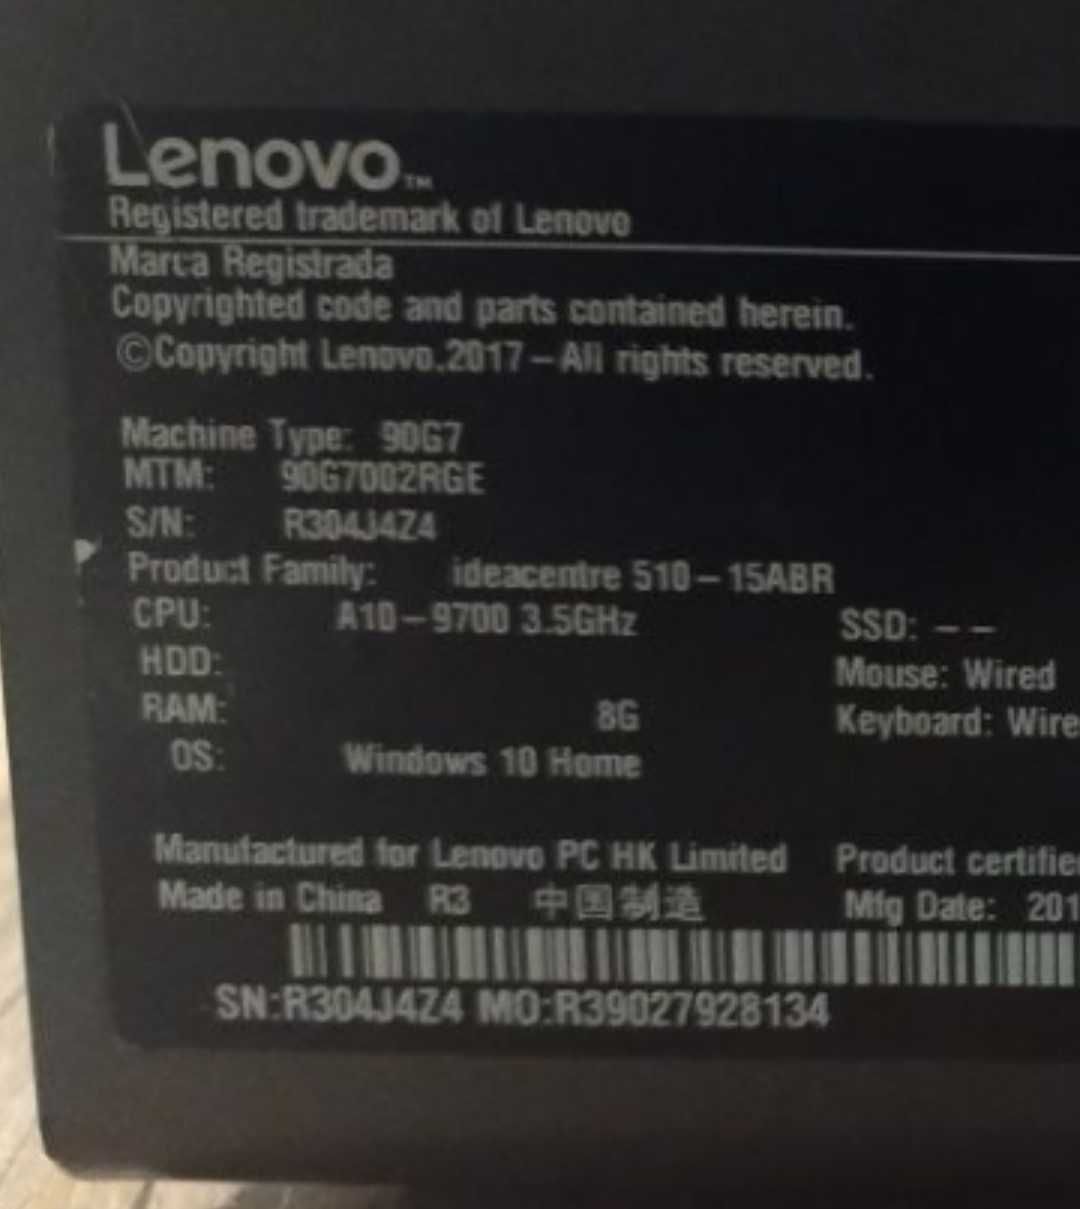 Lenovo™
Registered trademark of Lenovo
Marca Registrada
Copyrighted code and parts contained herein.
©Copyright Lenovo.2017–All rights reserved.
Machine Type: 90G7
MTM: 90G7002RGE
S/N: R304J4Z4
Product Family: ideacentre 510–15ABR
CPU: A10–9700 3.5GHz SSD: – –
HDD: Mouse: Wired
RAM: 8G Keyboard: Wire
OS: Windows 10 Home
Manufactured for Lenovo PC HK Limited Product certifie
Made in China R3 中国制造 Mfg Date: 201
SN:R304J4Z4 MO:R39027928134